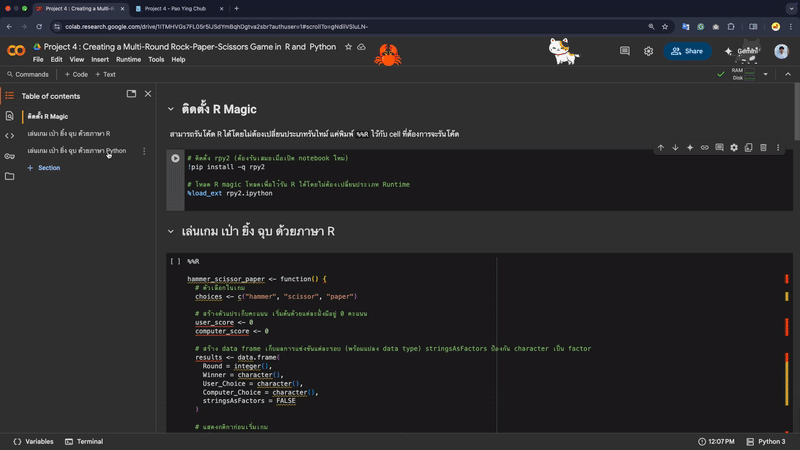 Project 4 : Creating a Multi-R
Project 4 - Pao Ying Chub
colab.research.google.com/drive/1ITMHVGs7FL05r5IJSdYmBqhDgtva2sbr?authuser=1#scrollTo=gNdiiVSluLN-
Project 4 : Creating a Multi-Round Rock-Paper-Scissors Game in R and Python
File Edit View Insert Runtime Tools Help
Share
Gemini
Commands + Code + Text
RAM
Disk
Table of contents
ติดตั้ง R Magic
เล่นเกม เป่า ยิ้ง ฉุบ ด้วยภาษา R
เล่นเกม เป่า ยิ้ง ฉุบ ด้วยภาษา Python
+ Section
ติดตั้ง R Magic
สามารถรันโค้ด R ได้โดยไม่ต้องเปลี่ยนประเภทรันไทม์ แค่พิมพ์ %%R ไว้กับ cell ที่ต้องการจะรันโค้ด
# ติดตั้ง rpy2 (ต้องรันเสมอเมื่อเปิด notebook ใหม่)
!pip install -q rpy2
# โหลด R magic โหลดเพื่อไว้รัน R ได้โดยไม่ต้องเปลี่ยนประเภท Runtime
%load_ext rpy2.ipython
เล่นเกม เป่า ยิ้ง ฉุบ ด้วยภาษา R
[ ] %%R
hammer_scissor_paper <- function() {
# ตัวเลือกในเกม
choices <- c("hammer", "scissor", "paper")
# สร้างตัวแปรเก็บคะแนน เริ่มต้นด้วยแต่ละฝั่งมีอยู่ 0 คะแนน
user_score <- 0
computer_score <- 0
# สร้าง data frame เก็บผลการแข่งขันแต่ละรอบ (พร้อมแปลง data type) stringsAsFactors ป้องกัน character เป็น factor
results <- data.frame(
Round = integer(),
Winner = character(),
User_Choice = character(),
Computer_Choice = character(),
stringsAsFactors = FALSE
)
# แสดงกติกาก่อนเริ่มเกม
Variables
Terminal
12:07 PM
Python 3